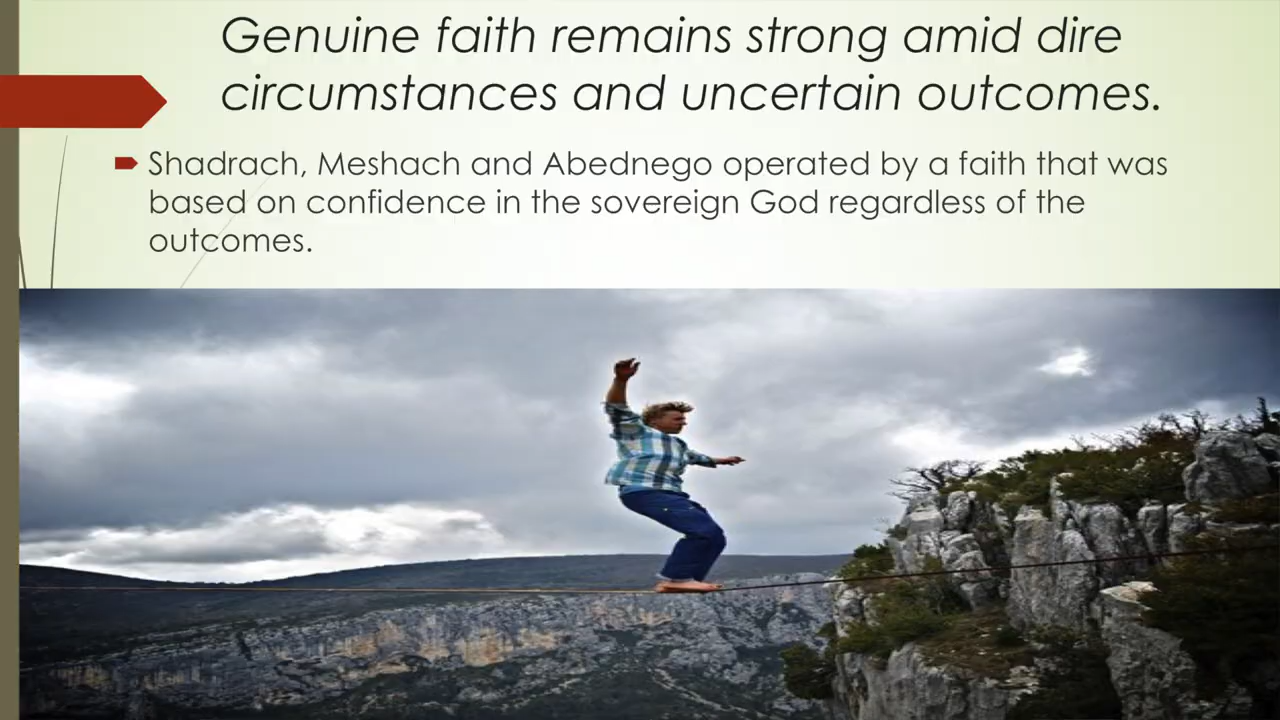 Genuine faith remains strong amid dire
circumstances and uncertain outcomes.
Shadrach, Meshach and Abednego operated by a faith that was
based on confidence in the sovereign God regardless of the
outcomes.